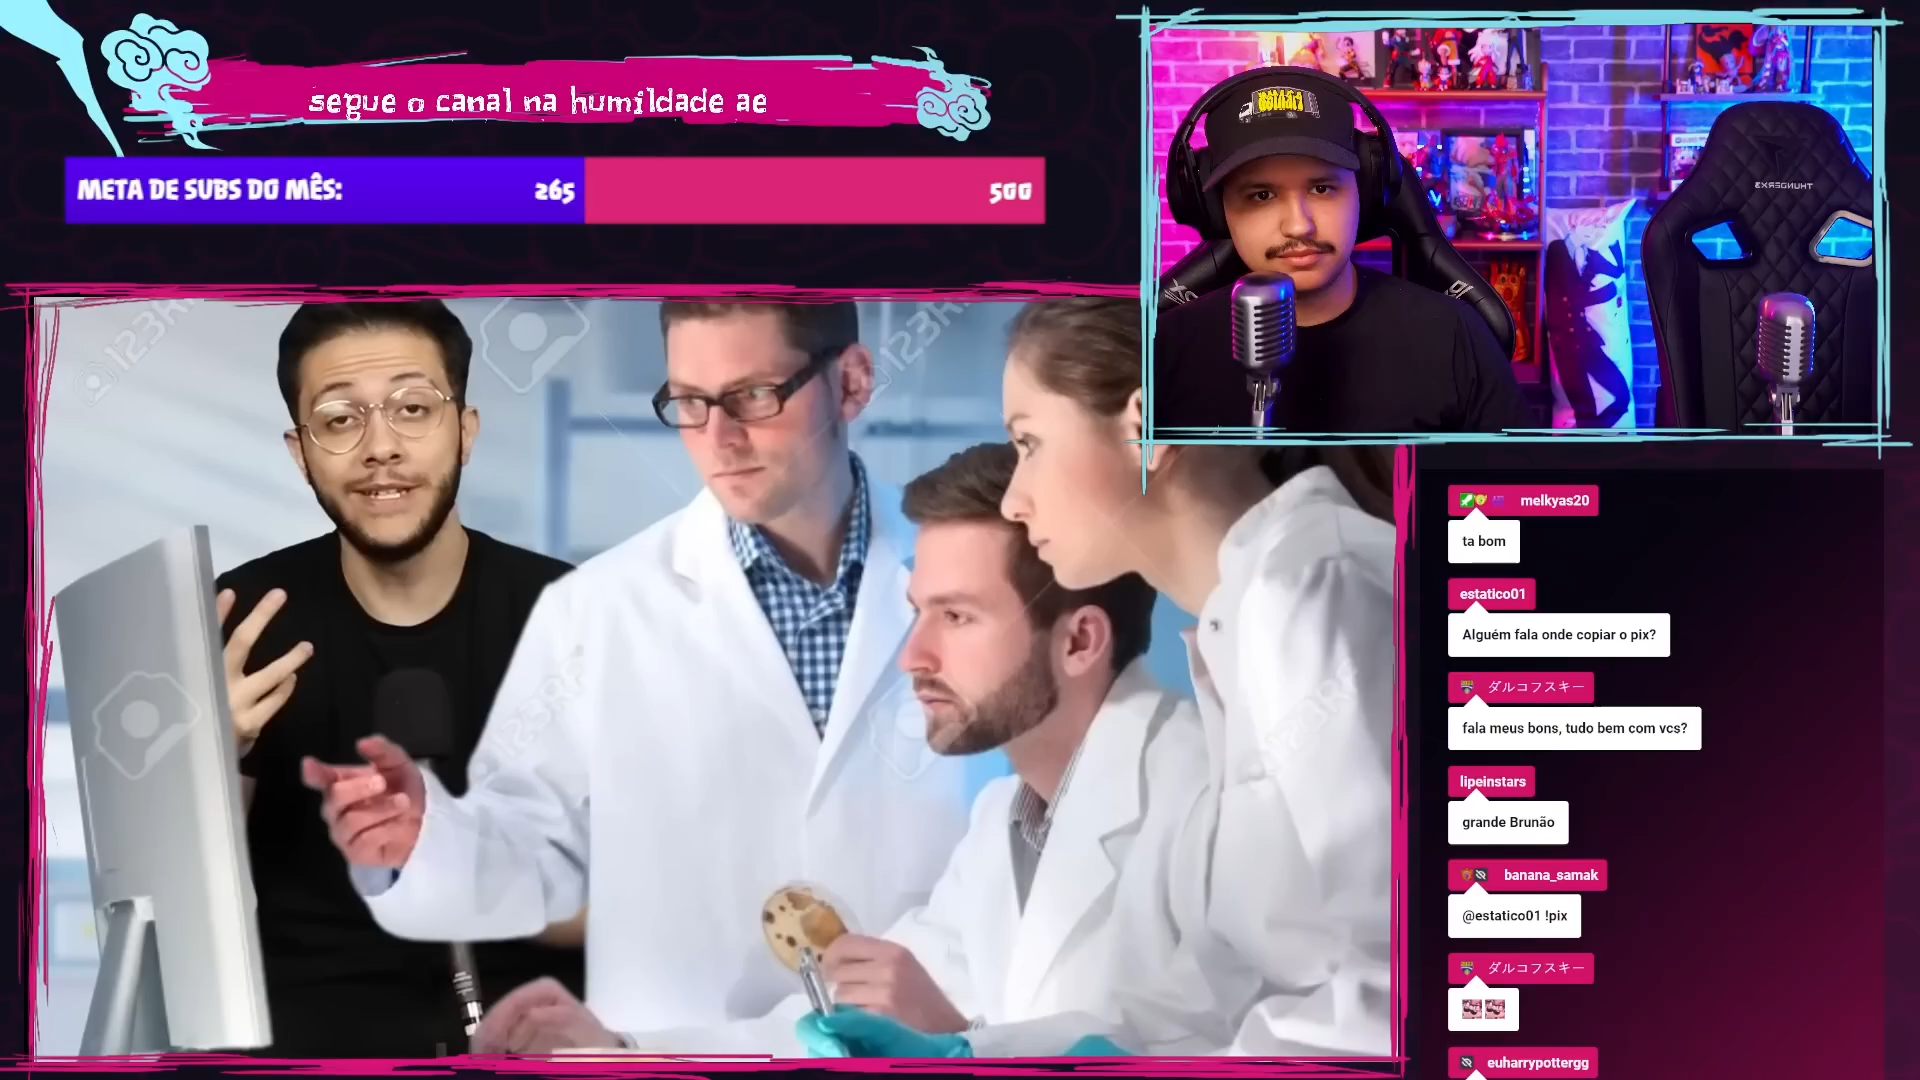 segue o canal na humildade ae
META DE SUBS DO MÊS: 265 500
THUNDERX3
123RF
melkyas20
ta bom
estatico01
Alguém fala onde copiar o pix?
ダルコフスキー
fala meus bons, tudo bem com vcs?
lipeinstars
grande Brunão
banana_samak
@estatico01 !pix
ダルコフスキー
euharrypottergg